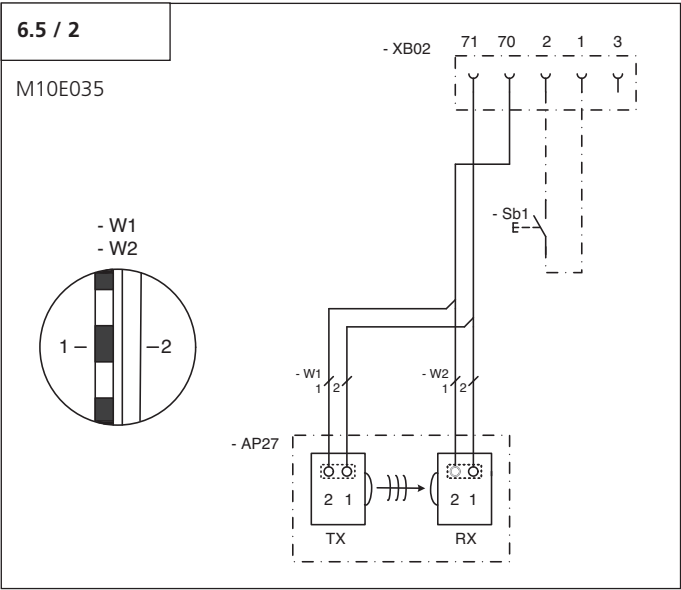 6.5 / 2
M10E035
- XB02
71 70 2 1 3
- Sb1
E
- W1
- W2
1 2
- W1
1 2
- W2
1 2
- AP27
2 1
2 1
TX
RX